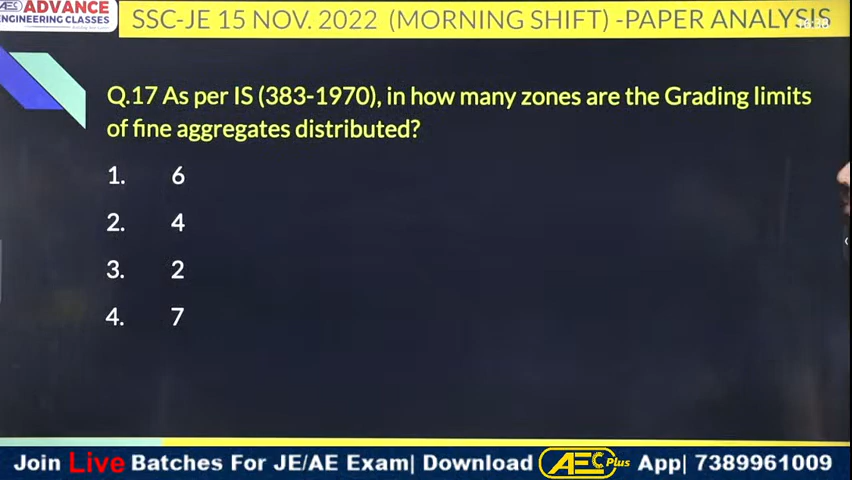 ADVANCE
ENGINEERING CLASSES
SSC-JE 15 NOV. 2022 (MORNING SHIFT) -PAPER ANALYSIS
Q.17 As per IS (383-1970), in how many zones are the Grading limits
of fine aggregates distributed?
1. 6
2. 4
3. 2
4. 7
Join Live Batches For JE/AE Exam| Download AEC Plus App| 7389961009